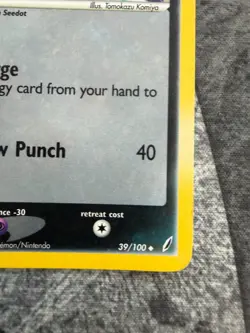 s Seedot
Illus. Tomokazu Komiya
ge
gy card from your hand to
w Punch 40
nce -30
retreat cost
émon/Nintendo
39/100 ◆